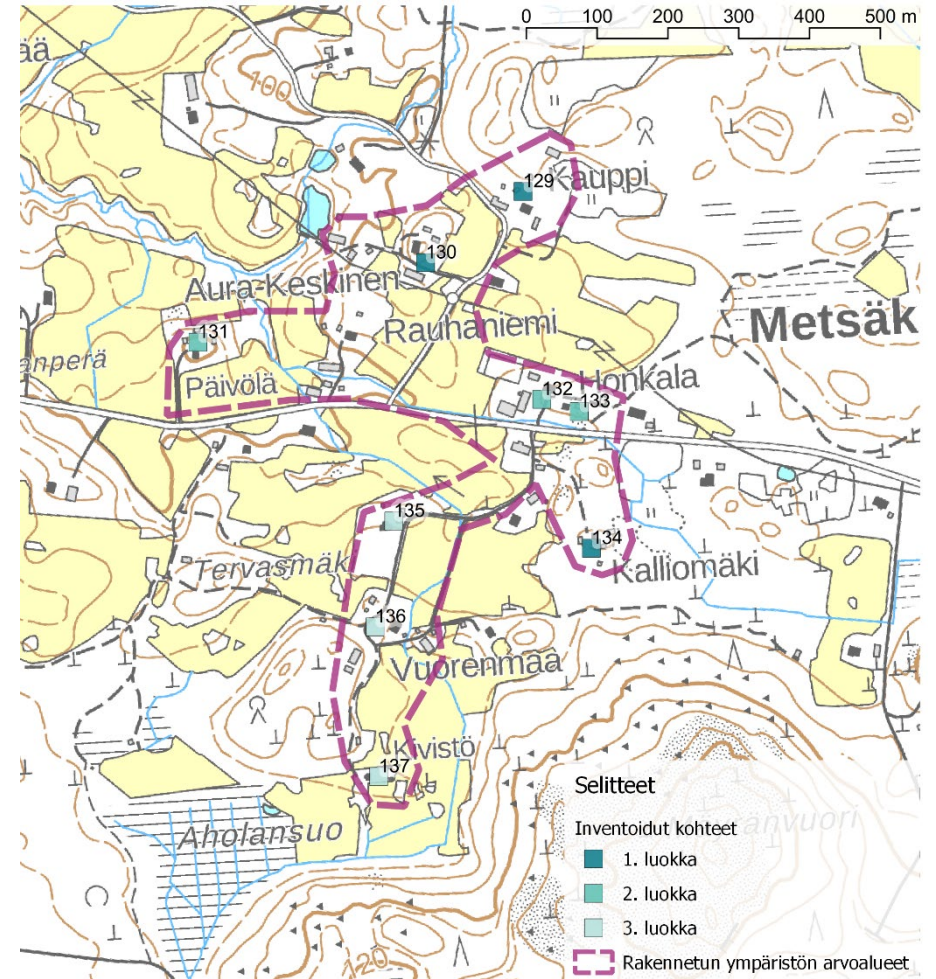 0 100 200 300 400 500 m
ää
100
129
Kauppi
130
Aura-Keskinen
Rauhaniemi
131
Metsäk
anperä
Päivölä
132
Honkala
133
135
134
Tervasmäk
Kalliomäki
136
Vuorenmaa
Kivistö
137
Aholansuo
120
Selitteet
Inventoidut kohteet
1. luokka
2. luokka
3. luokka
Rakennetun ympäristön arvoalueet